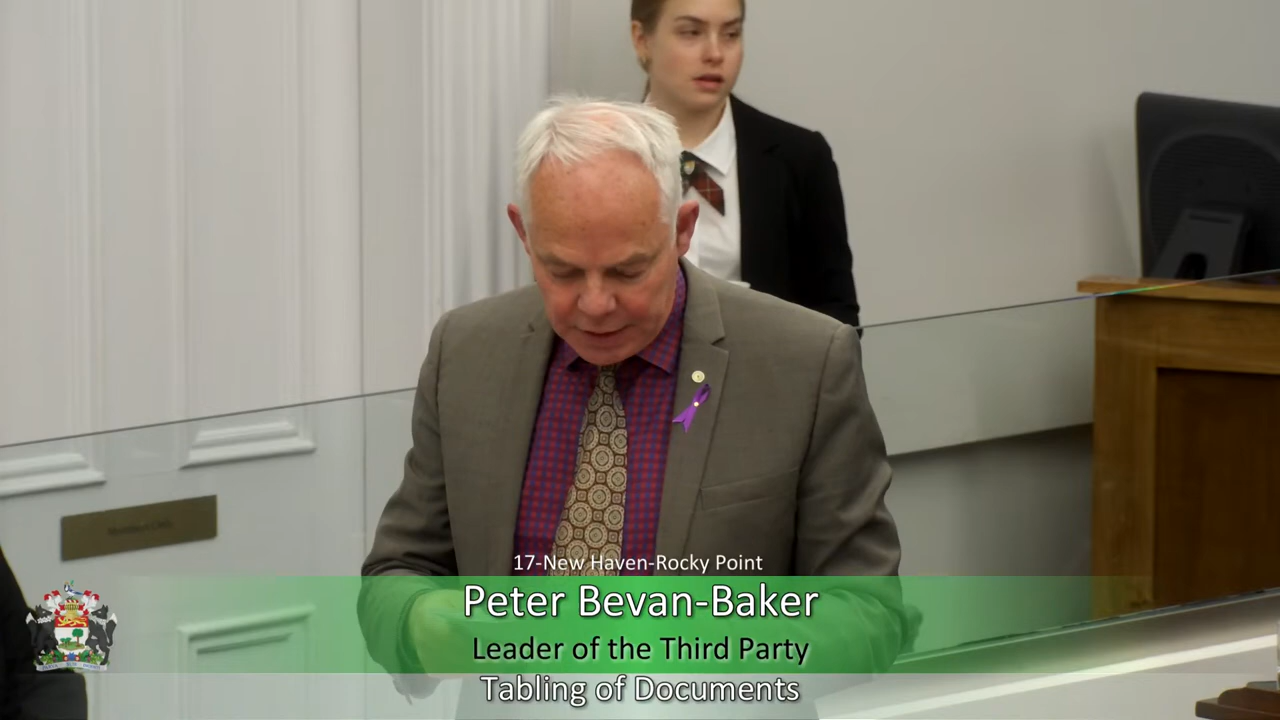 17-New Haven-Rocky Point
Peter Bevan-Baker
Leader of the Third Party
Tabling of Documents